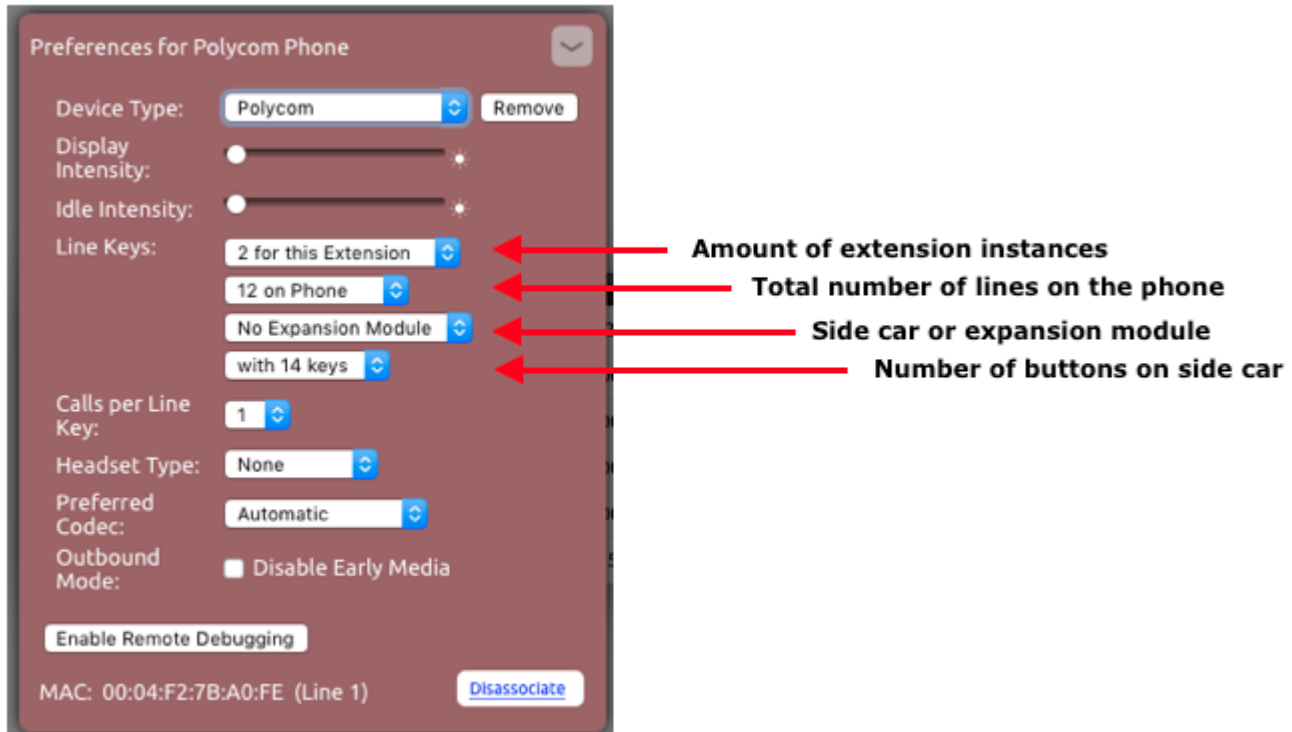 Preferences for Polycom Phone
Device Type: Polycom Remove
Display
Intensity:
Idle Intensity:
Line Keys: 2 for this Extension Amount of extension instances
12 on Phone Total number of lines on the phone
No Expansion Module Side car or expansion module
with 14 keys Number of buttons on side car
Calls per Line
Key: 1
Headset Type: None
Preferred
Codec: Automatic
Outbound
Mode: Disable Early Media
Enable Remote Debugging
MAC: 00:04:F2:7B:A0:FE (Line 1) Disassociate